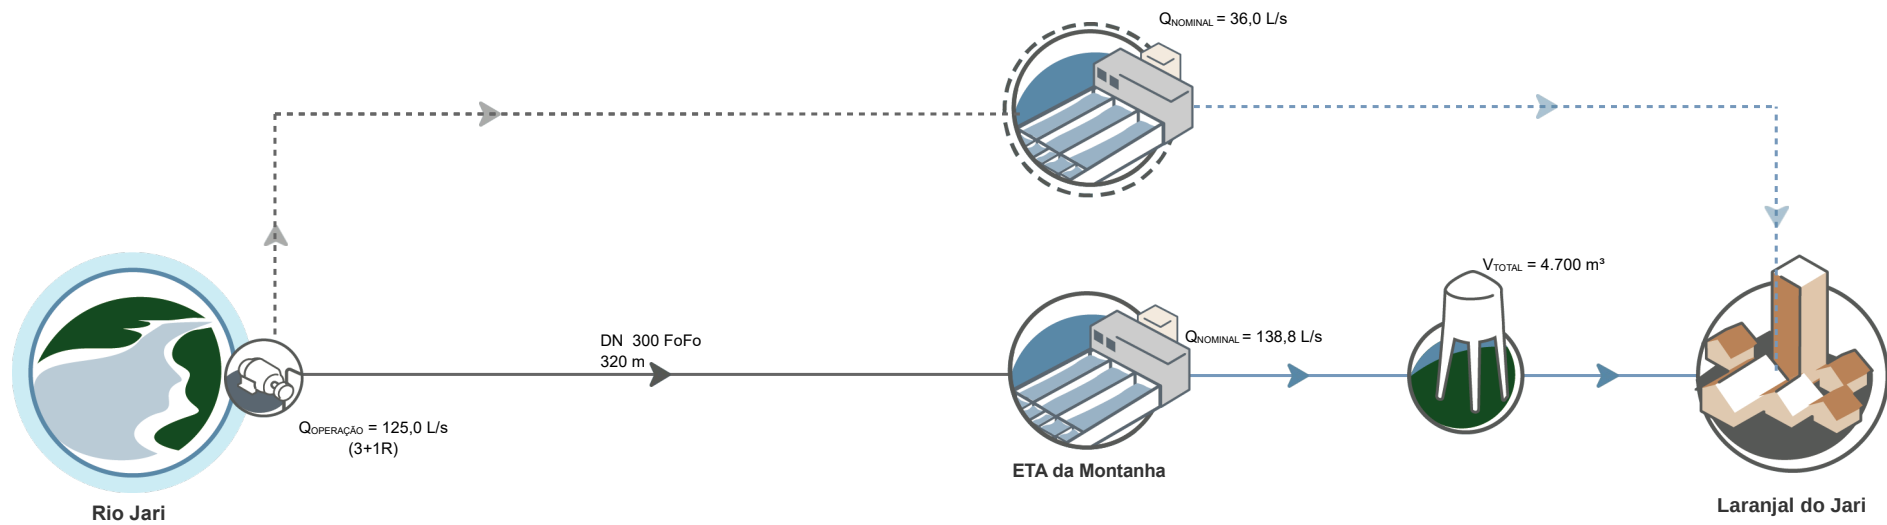 QNOMINAL = 36,0 L/s
VTOTAL = 4.700 m³
DN 300 FoFo
320 m
QNOMINAL = 138,8 L/s
QOPERAÇÃO = 125,0 L/s
(3+1R)
ETA da Montanha
Rio Jari
Laranjal do Jari